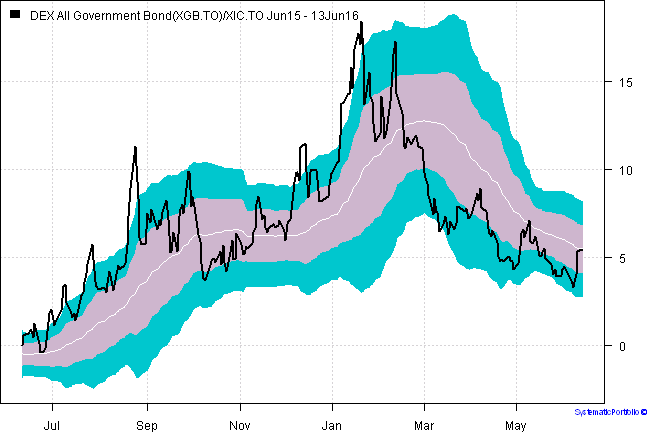 DEX All Government Bond(XGB.TO)/XIC.TO Jun15 - 13Jun16
15
10
5
0
Jul Sep Nov Jan Mar May
SystematicPortfolio ©